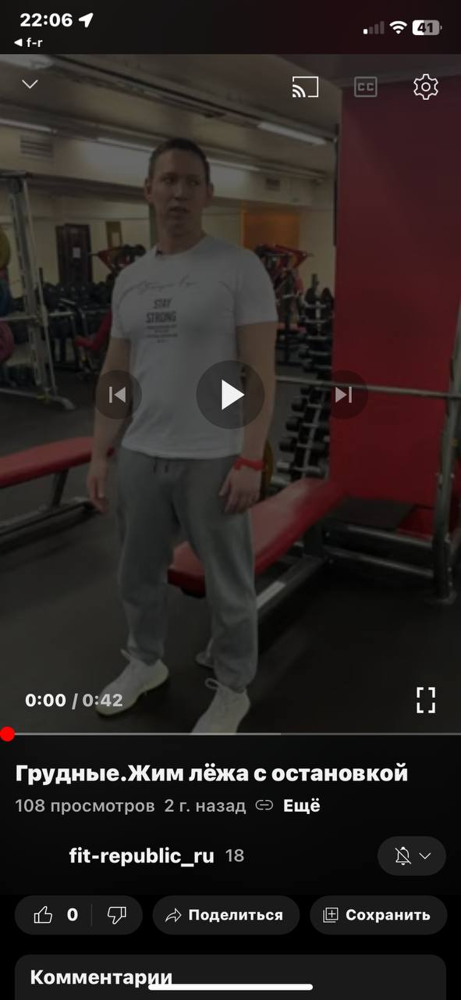 22:06
41
◀ f-r
CC
STAY
STRONG
0:00 / 0:42
Грудные.Жим лёжа с остановкой
108 просмотров 2 г. назад Ещё
fit-republic_ru 18
0 Поделиться Сохранить
Комментарии